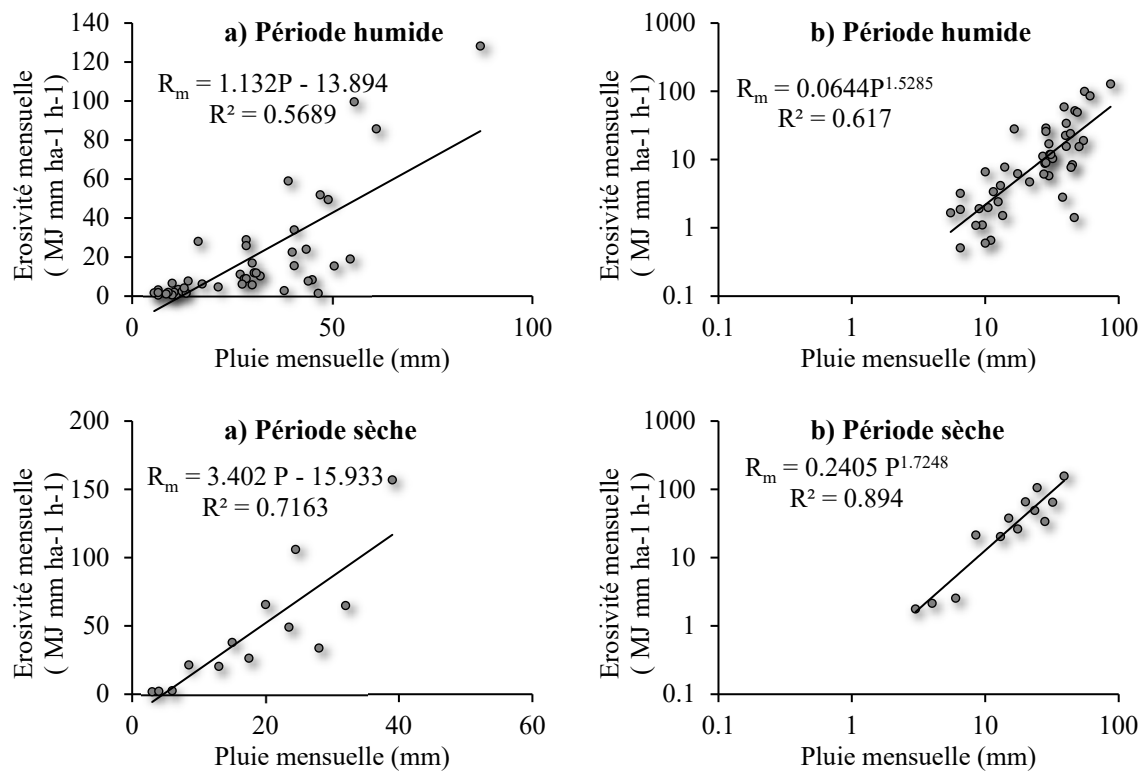 a) Période humide
R_m = 1.132P - 13.894
R² = 0.5689
Erosivité mensuelle
( MJ mm ha-1 h-1)
140
120
100
80
60
40
20
0
0 50 100
Pluie mensuelle (mm)
b) Période humide
R_m = 0.0644P^1.5285
R² = 0.617
Erosivité mensuelle
( MJ mm ha-1 h-1)
1000
100
10
1
0.1
0.1 1 10 100
Pluie mensuelle (mm)
a) Période sèche
R_m = 3.402 P - 15.933
R² = 0.7163
Erosivité mensuelle
( MJ mm ha-1 h-1)
200
150
100
50
0
0 20 40 60
Pluie mensuelle (mm)
b) Période sèche
R_m = 0.2405 P^1.7248
R² = 0.894
Erosivité mensuelle
( MJ mm ha-1 h-1)
1000
100
10
1
0.1
0.1 1 10 100
Pluie mensuelle (mm)